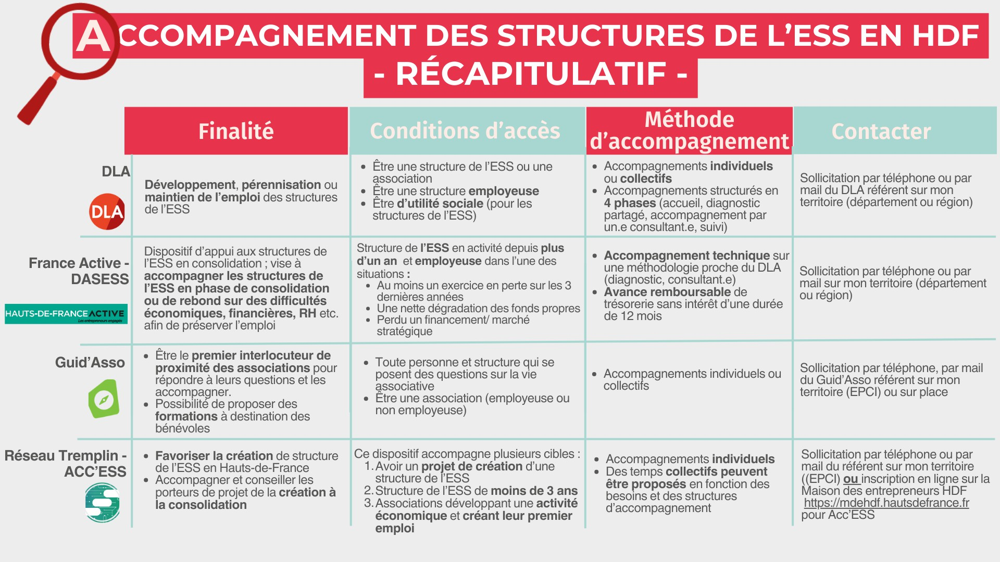 ACCOMPAGNEMENT DES STRUCTURES DE L’ESS EN HDF
- RÉCAPITULATIF -
Finalité
Conditions d’accès
Méthode
d’accompagnement
Contacter
DLA
DLA
Développement, pérennisation ou
maintien de l’emploi des structures
de l’ESS
• Être une structure de l’ESS ou une
association
• Être une structure employeuse
• Être d’utilité sociale (pour les
structures de l’ESS)
• Accompagnements individuels
ou collectifs
• Accompagnements structurés en
4 phases (accueil, diagnostic
partagé, accompagnement par
un.e consultant.e, suivi)
Sollicitation par téléphone ou par
mail du DLA référent sur mon
territoire (département ou région)
France Active -
DASESS
HAUTS-DE-FRANCE ACTIVE
Les entrepreneurs engagés
Dispositif d’appui aux structures de
l’ESS en consolidation ; vise à
accompagner les structures de
l’ESS en phase de consolidation
ou de rebond sur des difficultés
économiques, financières, RH etc.
afin de préserver l’emploi
Structure de l’ESS en activité depuis plus
d’un an et employeuse dans l’une des
situations :
• Au moins un exercice en perte sur les 3
dernières années
• Une nette dégradation des fonds propres
• Perdu un financement/ marché
stratégique
• Accompagnement technique sur
une méthodologie proche du DLA
(diagnostic, consultant.e)
• Avance remboursable de
trésorerie sans intérêt d’une durée
de 12 mois
Sollicitation par téléphone ou par
mail sur mon territoire (département
ou région)
Guid’Asso
• Être le premier interlocuteur de
proximité des associations pour
répondre à leurs questions et les
accompagner.
• Possibilité de proposer des
formations à destination des
bénévoles
• Toute personne et structure qui se
posent des questions sur la vie
associative
• Être une association (employeuse ou
non employeuse)
• Accompagnements individuels ou
collectifs
Sollicitation par téléphone, par mail
du Guid’Asso référent sur mon
territoire (EPCI) ou sur place
Réseau Tremplin -
ACC’ESS
• Favoriser la création de structure
de l’ESS en Hauts-de-France
• Accompagner et conseiller les
porteurs de projet de la création à
la consolidation
Ce dispositif accompagne plusieurs cibles :
1. Avoir un projet de création d’une
structure de l’ESS
2. Structure de l’ESS de moins de 3 ans
3. Associations développant une activité
économique et créant leur premier
emploi
• Accompagnements individuels
• Des temps collectifs peuvent
être proposés en fonction des
besoins et des structures
d’accompagnement
Sollicitation par téléphone ou par
mail du référent sur mon territoire
((EPCI) ou inscription en ligne sur la
Maison des entrepreneurs HDF
https://mdehdf.hautsdefrance.fr
pour Acc’ESS